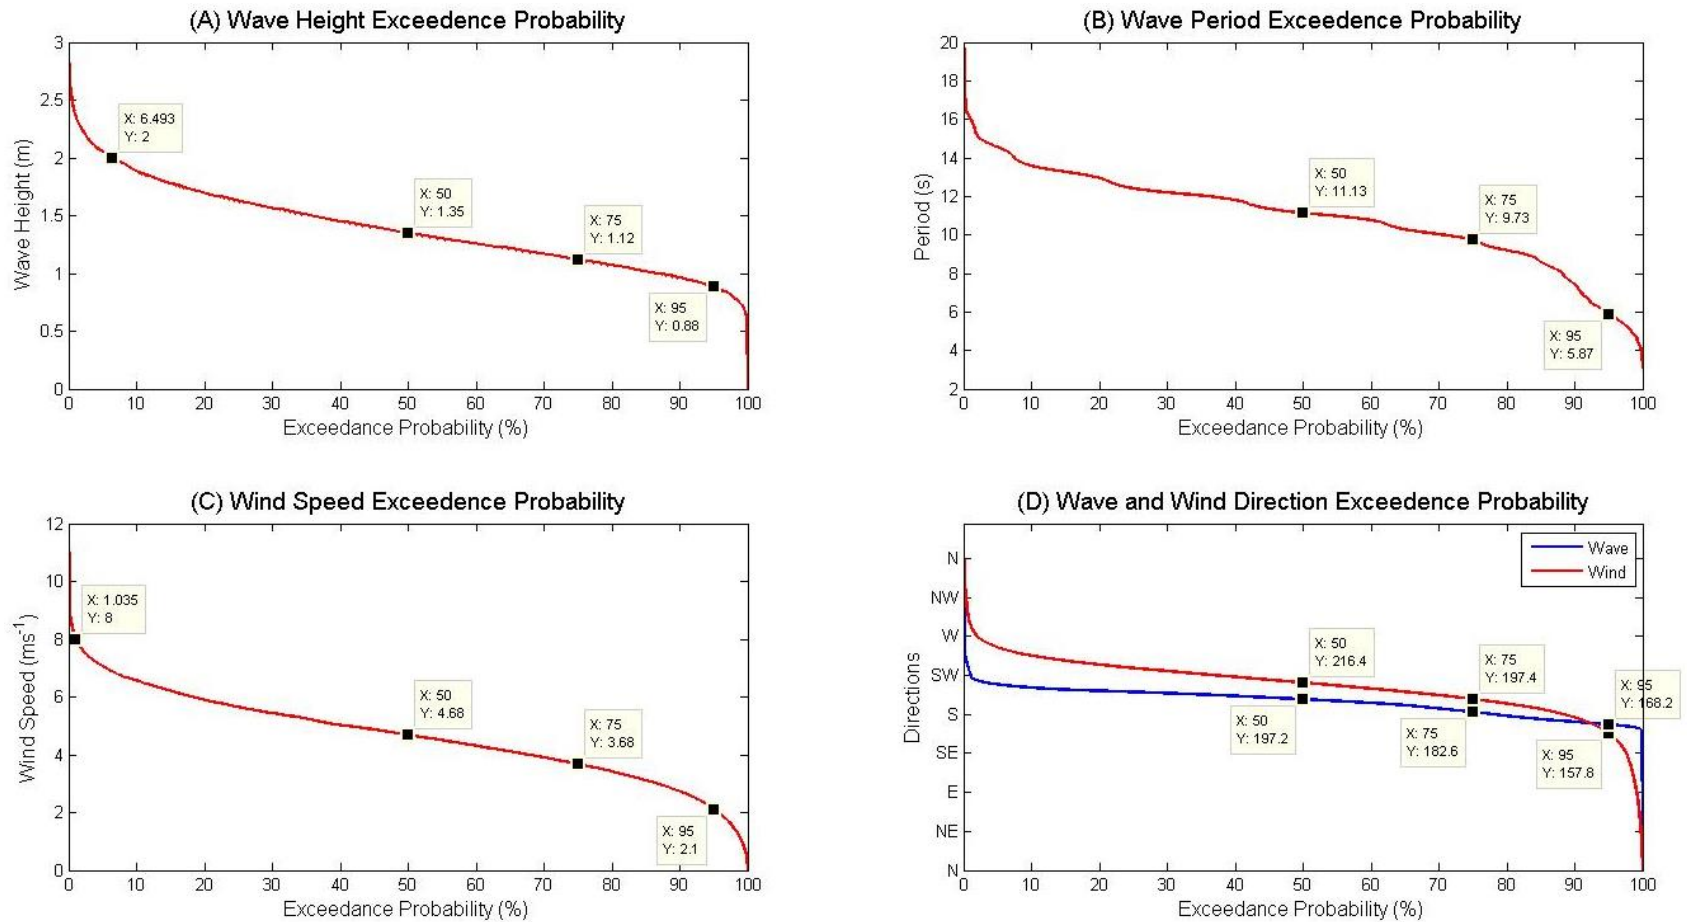 (A) Wave Height Exceedence Probability
3
2.5
2
1.5
1
0.5
0
Wave Height (m)
X: 6.493
Y: 2
X: 50
Y: 1.35
X: 75
Y: 1.12
X: 95
Y: 0.88
0 10 20 30 40 50 60 70 80 90 100
Exceedance Probability (%)
(B) Wave Period Exceedence Probability
20
18
16
14
12
10
8
6
4
2
Period (s)
X: 50
Y: 11.13
X: 75
Y: 9.73
X: 95
Y: 5.87
0 10 20 30 40 50 60 70 80 90 100
Exceedance Probability (%)
(C) Wind Speed Exceedence Probability
12
10
8
6
4
2
0
Wind Speed (ms⁻¹)
X: 1.035
Y: 8
X: 50
Y: 4.68
X: 75
Y: 3.68
X: 95
Y: 2.1
0 10 20 30 40 50 60 70 80 90 100
Exceedance Probability (%)
(D) Wave and Wind Direction Exceedence Probability
N
NW
W
SW
S
SE
E
NE
N
Directions
Wave
Wind
X: 50
Y: 216.4
X: 75
Y: 197.4
X: 95
Y: 168.2
X: 50
Y: 197.2
X: 75
Y: 182.6
X: 95
Y: 157.8
0 10 20 30 40 50 60 70 80 90 100
Exceedance Probability (%)